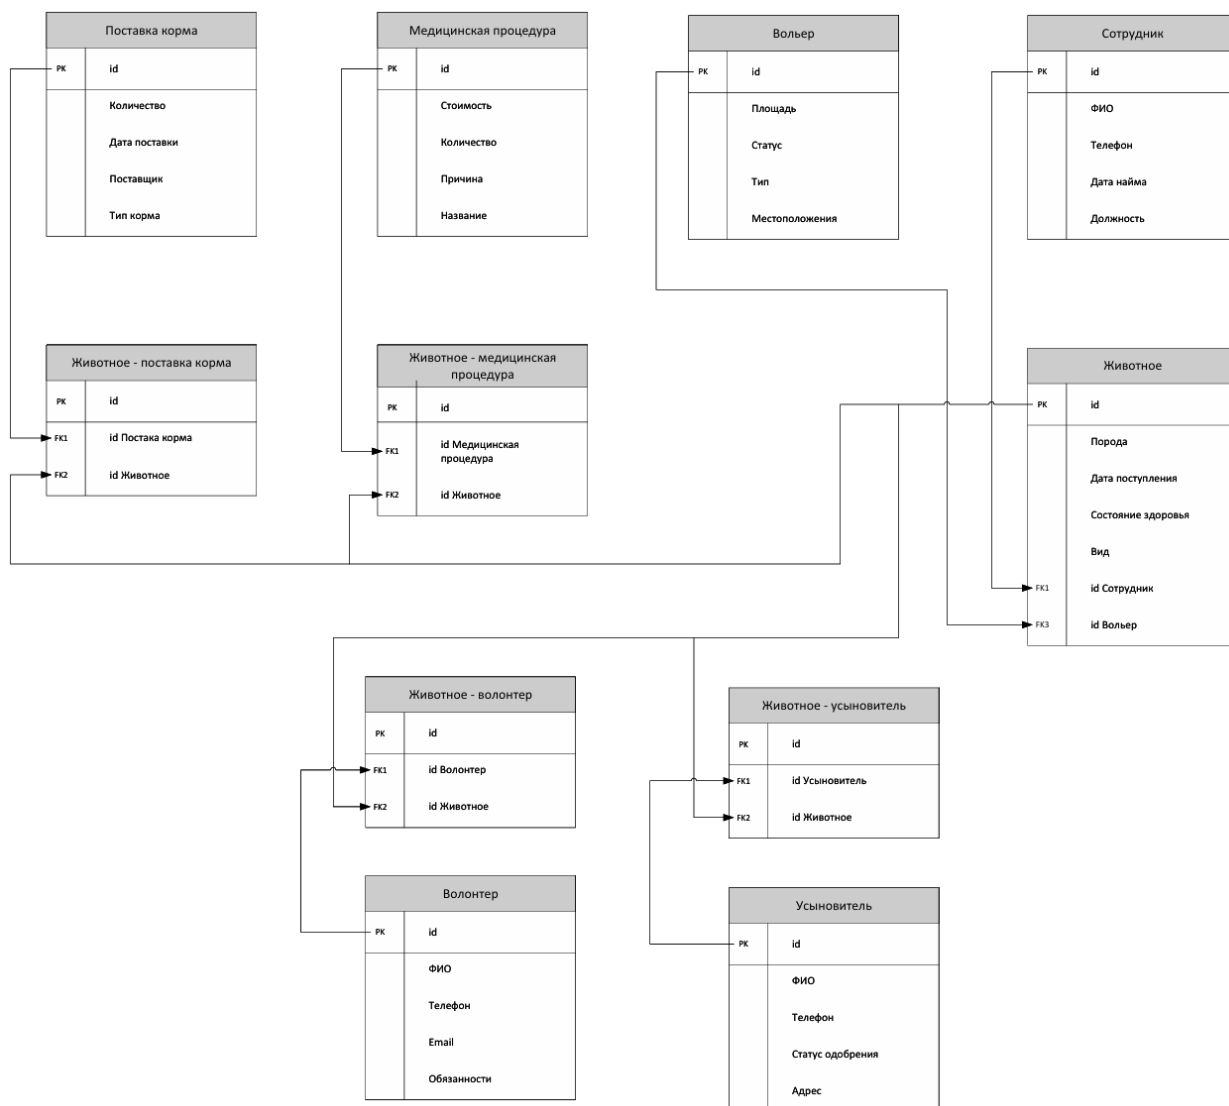 Поставка корма
PK id
Количество
Дата поставки
Поставщик
Тип корма
Медицинская процедура
PK id
Стоимость
Количество
Причина
Название
Вольер
PK id
Площадь
Статус
Тип
Местоположения
Сотрудник
PK id
ФИО
Телефон
Дата найма
Должность
Животное - поставка корма
PK id
FK1 id Постака корма
FK2 id Животное
Животное - медицинская
процедура
PK id
FK1 id Медицинская
процедура
FK2 id Животное
Животное
PK id
Порода
Дата поступления
Состояние здоровья
Вид
FK1 id Сотрудник
FK3 id Вольер
Животное - волонтер
PK id
FK1 id Волонтер
FK2 id Животное
Животное - усыновитель
PK id
FK1 id Усыновитель
FK2 id Животное
Волонтер
PK id
ФИО
Телефон
Email
Обязанности
Усыновитель
PK id
ФИО
Телефон
Статус одобрения
Адрес